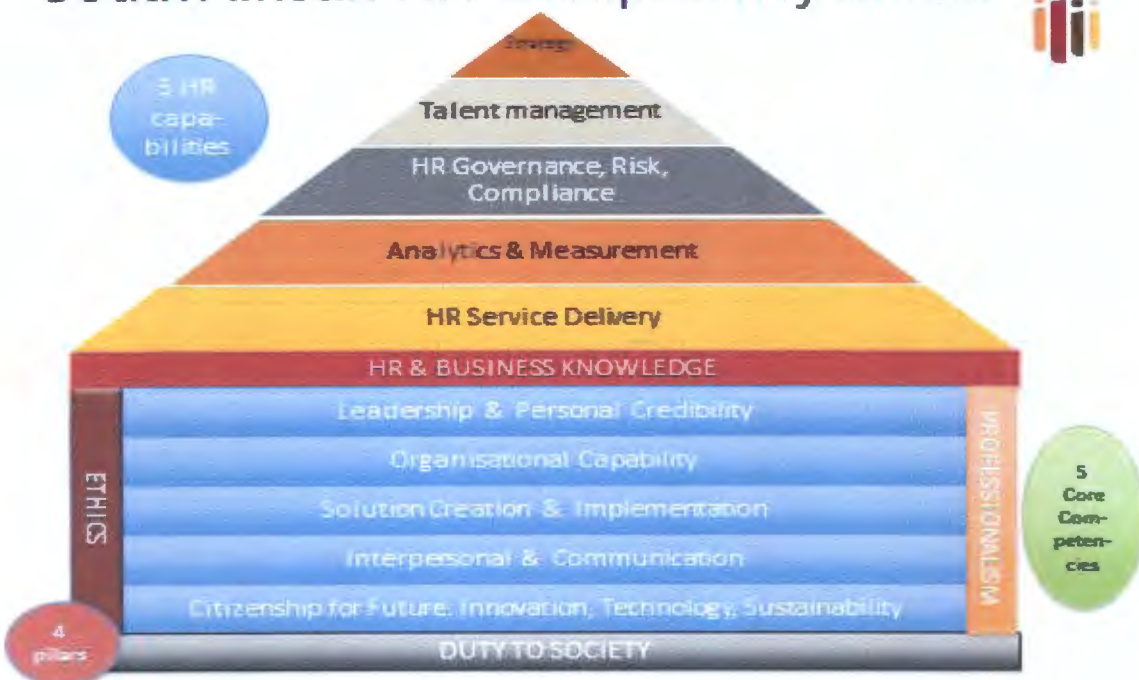 5 HR
capa-
bilities
Strategy
Talent management
HR Governance, Risk,
Compliance
Analytics & Measurement
HR Service Delivery
HR & BUSINESS KNOWLEDGE
ETHICS
Leadership & Personal Credibility
Organisational Capability
Solution Creation & Implementation
Interpersonal & Communication
Citizenship for Future: Innovation, Technology, Sustainability
PROFESSIONALISM
5
Core
Com-
peten-
cies
4
pillars
DUTY TO SOCIETY